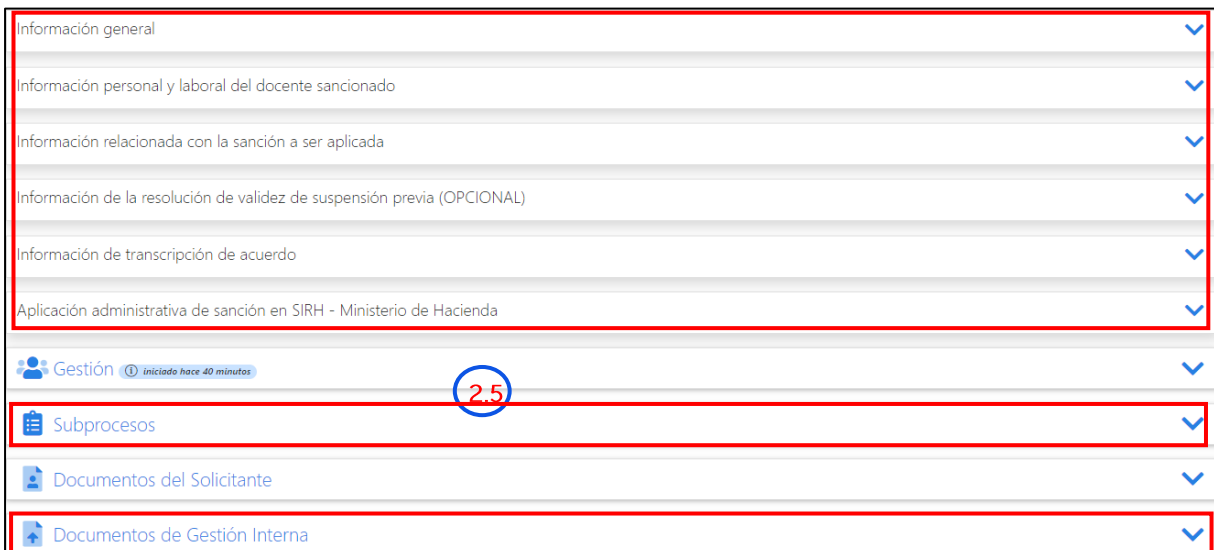 Información general
Información personal y laboral del docente sancionado
Información relacionada con la sanción a ser aplicada
Información de la resolución de validez de suspensión previa (OPCIONAL)
Información de transcripción de acuerdo
Aplicación administrativa de sanción en SIRH - Ministerio de Hacienda
Gestión iniciado hace 40 minutos
2.5
Subprocesos
Documentos del Solicitante
Documentos de Gestión Interna